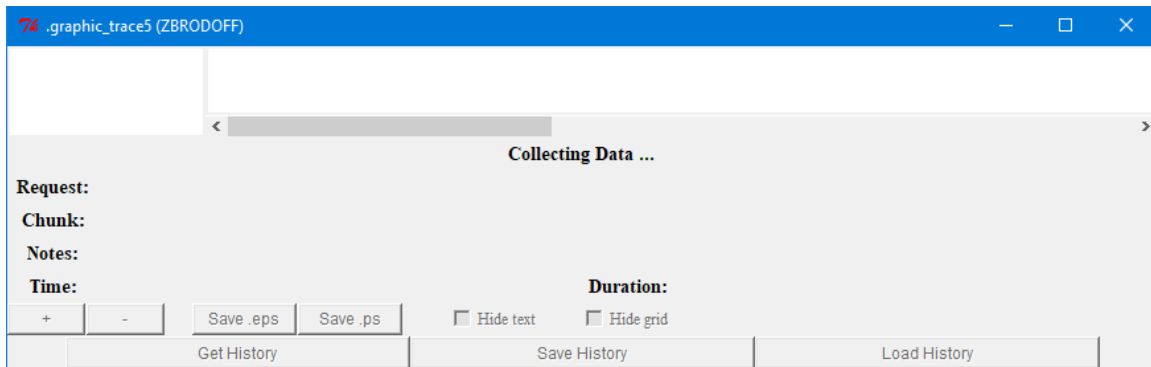 .graphic_trace5 (ZBRODOFF)
Collecting Data ...
Request:
Chunk:
Notes:
Time: Duration:
+ - Save .eps Save .ps Hide text Hide grid
Get History Save History Load History